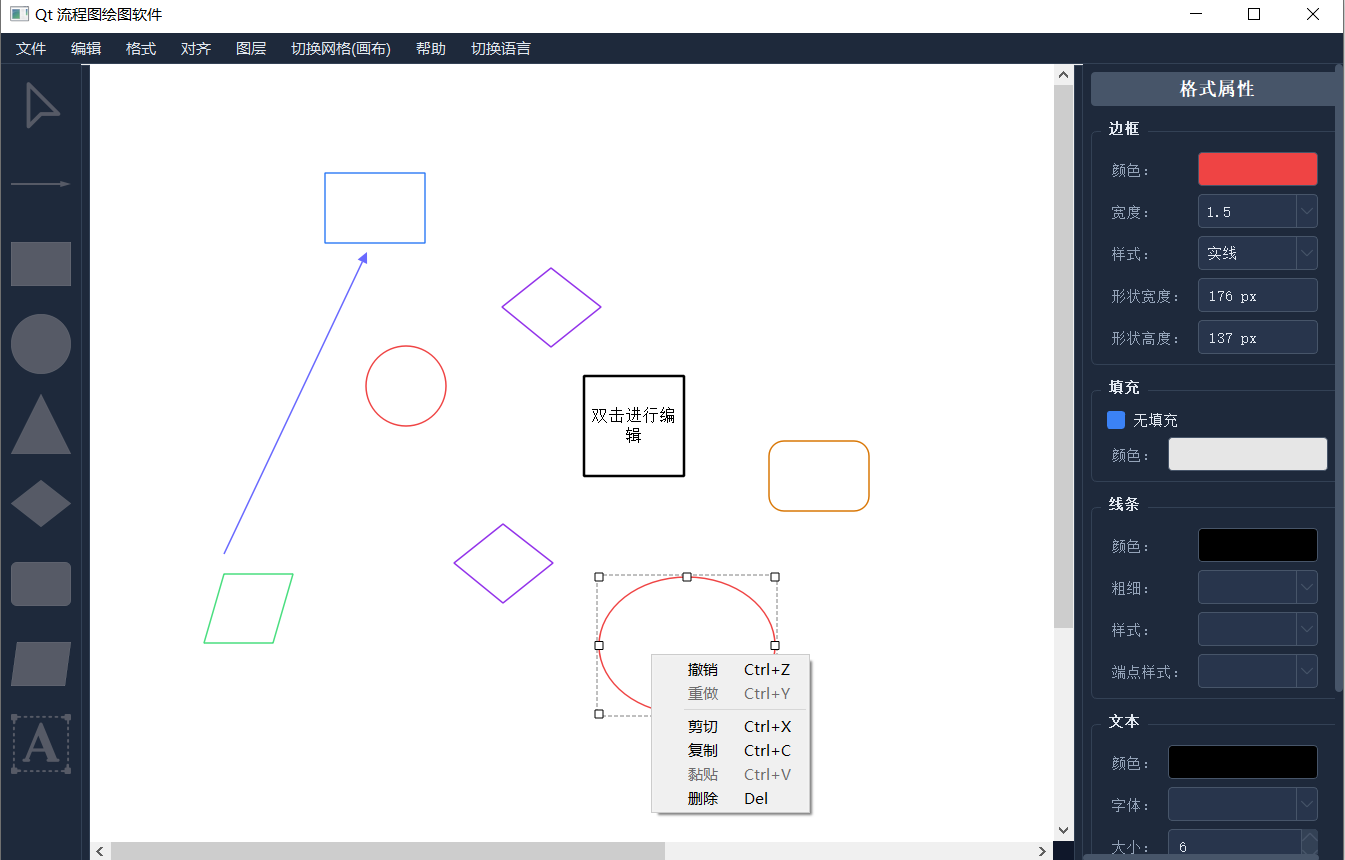 Qt 流程图绘图软件
文件 编辑 格式 对齐 图层 切换网格(画布) 帮助 切换语言
双击进行编
辑
撤销 Ctrl+Z
重做 Ctrl+Y
剪切 Ctrl+X
复制 Ctrl+C
黏贴 Ctrl+V
删除 Del
A
格式属性
边框
颜色:
宽度: 1.5
样式: 实线
形状宽度: 176 px
形状高度: 137 px
填充
无填充
颜色:
线条
颜色:
粗细:
样式:
端点样式:
文本
颜色:
字体:
大小: 6